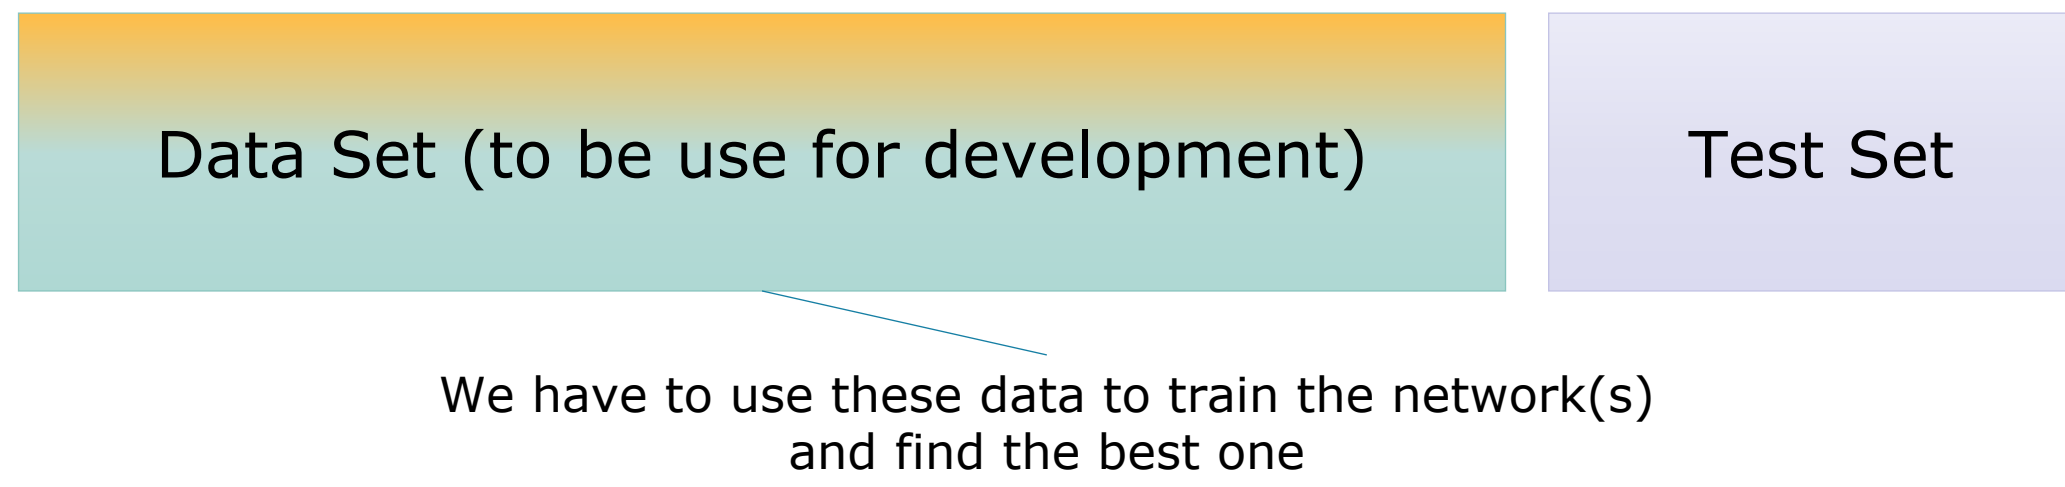 Data Set (to be use for development)
Test Set
We have to use these data to train the network(s)
and find the best one